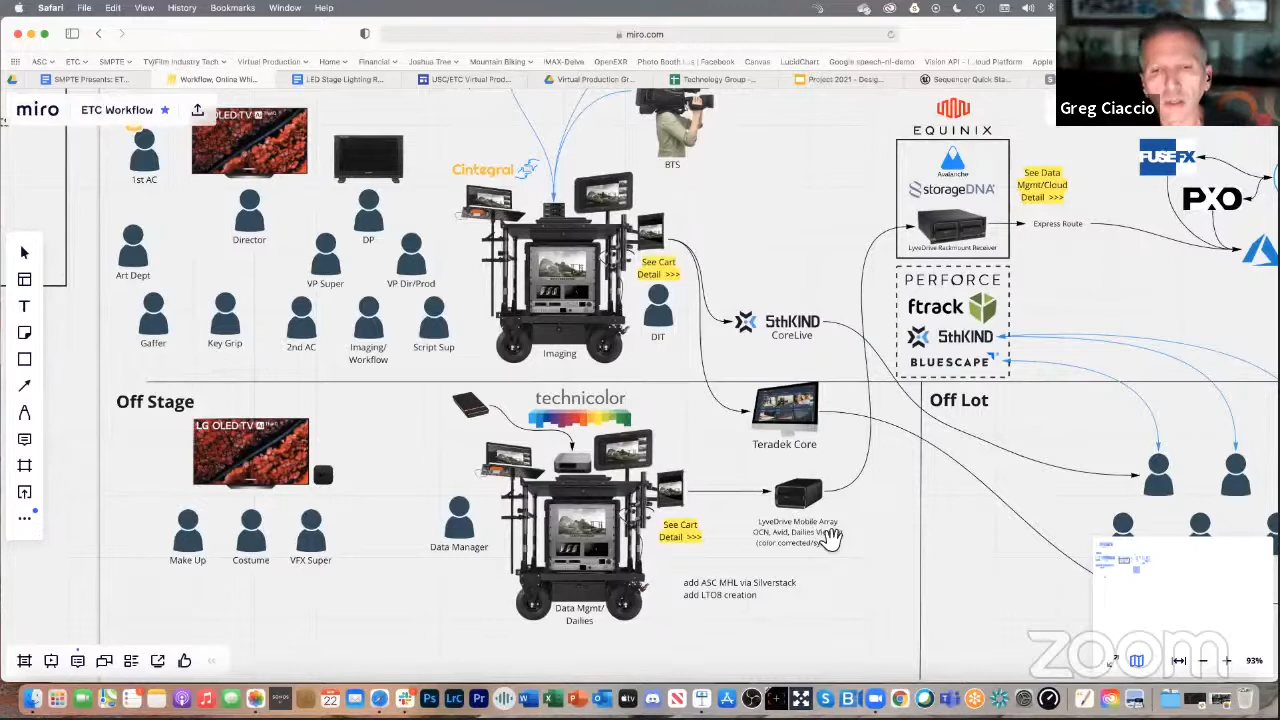 Safari File Edit View History Bookmarks Window Help
miro.com
ASC ETC SMPTE TV/Film Industry Tech Virtual Production Home Financial Joshua Tree Mountain Biking IMAX-Delve OpenEXR Photo Booth Facebook Canvas LucidChart Google speech-nl-demo Vision API Cloud Platform Apple
SMPTE Presents: ET... Workflow, Online Whi... LED Stage Lighting R... USC/ETC Virtual Prod... Virtual Production Gr... Technology Group -... Project 2021 - Desig... Sequencer Quick Sta...
Greg Ciaccio
miro ETC Workflow
OLED TV AI
1st AC
BTS
EQUINIX
Avalanche
storageDNA
LyveDrive Rackmount Receiver
See Data
Mgmt/Cloud
Detail >>>
Express Route
FUSEFX
PXO
Cintegral
Director
DP
Art Dept
VP Super
VP Dir/Prod
Gaffer
Key Grip
2nd AC
Imaging/
Workflow
Script Sup
See Cart
Detail >>>
DIT
Imaging
5thKIND
CoreLive
PERFORCE
ftrack
5thKIND
BLUESCAPE
Off Stage
LG OLED TV AI
Make Up
Costume
VFX Super
technicolor
Data Manager
Data Mgmt/
Dailies
See Cart
Detail >>>
Teradek Core
LyveDrive Mobile Array
OCN, Avid, Dailies
(color corrected/
add ASC MHL via Silverstack
add LTO8 creation
Off Lot
zoom
93%
22